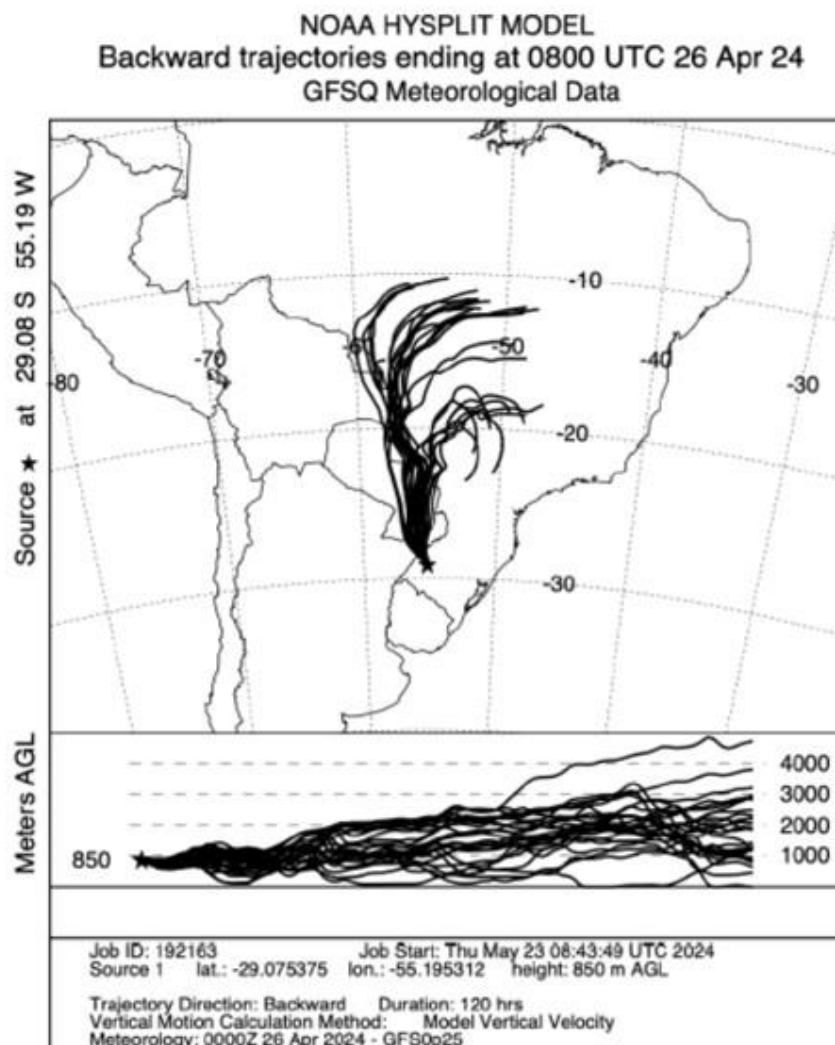 NOAA HYSPLIT MODEL
Backward trajectories ending at 0800 UTC 26 Apr 24
GFSQ Meteorological Data
Source ★ at 29.08 S 55.19 W
-10
-50
-70
-40
-80
-30
-20
-30
Meters AGL
4000
3000
2000
850
1000
Job ID: 192163 Job Start: Thu May 23 08:43:49 UTC 2024
Source 1 lat.: -29.075375 lon.: -55.195312 height: 850 m AGL
Trajectory Direction: Backward Duration: 120 hrs
Vertical Motion Calculation Method: Model Vertical Velocity
Meteorology: 0000Z 26 Apr 2024 - GFS0p25